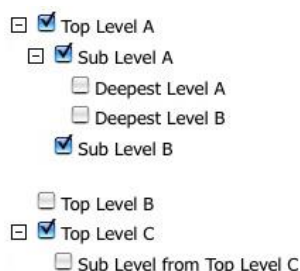 Top Level A
Sub Level A
Deepest Level A
Deepest Level B
Sub Level B
Top Level B
Top Level C
Sub Level from Top Level C